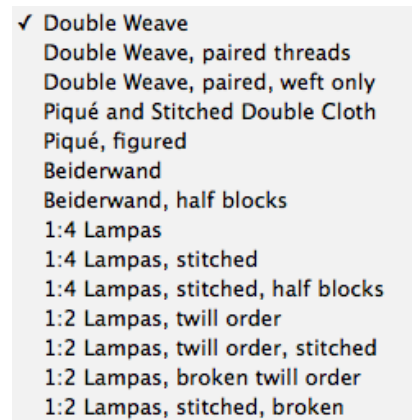 ✓ Double Weave
Double Weave, paired threads
Double Weave, paired, weft only
Piqué and Stitched Double Cloth
Piqué, figured
Beiderwand
Beiderwand, half blocks
1:4 Lampas
1:4 Lampas, stitched
1:4 Lampas, stitched, half blocks
1:2 Lampas, twill order
1:2 Lampas, twill order, stitched
1:2 Lampas, broken twill order
1:2 Lampas, stitched, broken